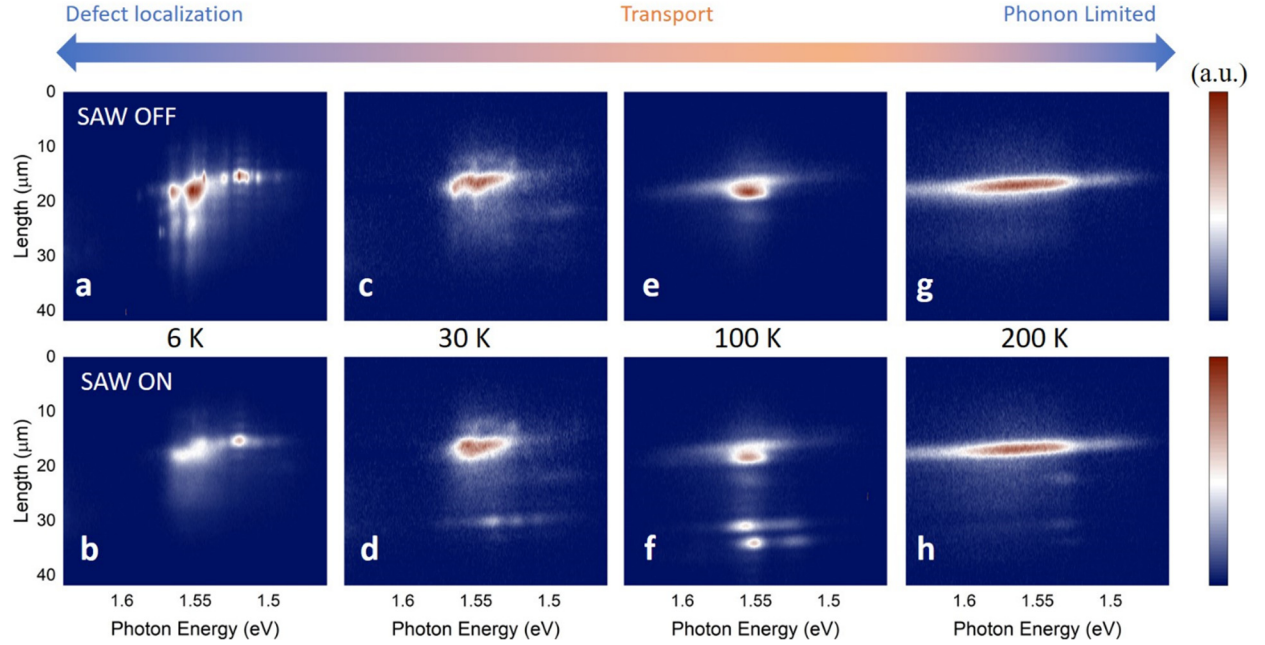 Defect localization Transport Phonon Limited
(a.u.)
0
10
20
30
40
Length (μm)
SAW OFF
a
c
e
g
6 K 30 K 100 K 200 K
0
10
20
30
40
Length (μm)
SAW ON
b
d
f
h
1.6 1.55 1.5 1.6 1.55 1.5 1.6 1.55 1.5 1.6 1.55 1.5
Photon Energy (eV) Photon Energy (eV) Photon Energy (eV) Photon Energy (eV)